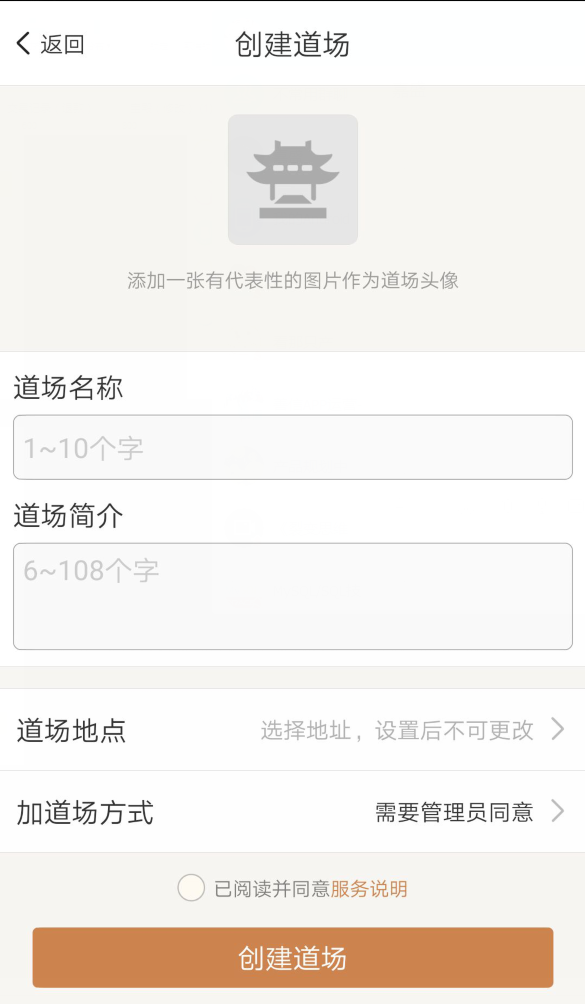 返回
创建道场
添加一张有代表性的图片作为道场头像
道场名称
1~10个字
道场简介
6~108个字
道场地点 选择地址，设置后不可更改
加道场方式 需要管理员同意
已阅读并同意服务说明
创建道场